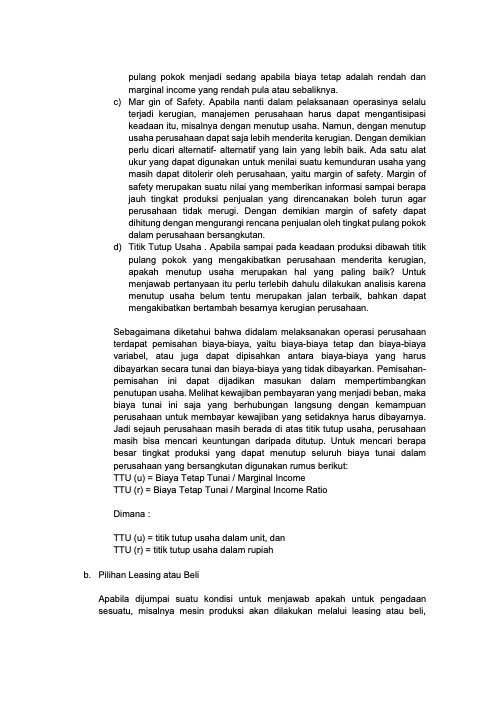 pulang pokok menjadi sedang apabila biaya tetap adalah rendah dan
marginal income yang rendah pula atau sebaliknya.
c) Mar gin of Safety. Apabila nanti dalam pelaksanaan operasinya selalu
terjadi kerugian, manajemen perusahaan harus dapat mengantisipasi
keadaan itu, misalnya dengan menutup usaha. Namun, dengan menutup
usaha perusahaan dapat saja lebih menderita kerugian. Dengan demikian
perlu dicari alternatif- alternatif yang lain yang lebih baik. Ada satu alat
ukur yang dapat digunakan untuk menilai suatu kemunduran usaha yang
masih dapat ditolerir oleh perusahaan, yaitu margin of safety. Margin of
safety merupakan suatu nilai yang memberikan informasi sampai berapa
jauh tingkat produksi penjualan yang direncanakan boleh turun agar
perusahaan tidak merugi. Dengan demikian margin of safety dapat
dihitung dengan mengurangi rencana penjualan oleh tingkat pulang pokok
dalam perusahaan bersangkutan.
d) Titik Tutup Usaha . Apabila sampai pada keadaan produksi dibawah titik
pulang pokok yang mengakibatkan perusahaan menderita kerugian,
apakah menutup usaha merupakan hal yang paling baik? Untuk
menjawab pertanyaan itu perlu terlebih dahulu dilakukan analisis karena
menutup usaha belum tentu merupakan jalan terbaik, bahkan dapat
mengakibatkan bertambah besarnya kerugian perusahaan.
Sebagaimana diketahui bahwa didalam melaksanakan operasi perusahaan
terdapat pemisahan biaya-biaya, yaitu biaya-biaya tetap dan biaya-biaya
variabel, atau juga dapat dipisahkan antara biaya-biaya yang harus
dibayarkan secara tunai dan biaya-biaya yang tidak dibayarkan. Pemisahan-
pemisahan ini dapat dijadikan masukan dalam mempertimbangkan
penutupan usaha. Melihat kewajiban pembayaran yang menjadi beban, maka
biaya tunai ini saja yang berhubungan langsung dengan kemampuan
perusahaan untuk membayar kewajiban yang setidaknya harus dibayarnya.
Jadi sejauh perusahaan masih berada di atas titik tutup usaha, perusahaan
masih bisa mencari keuntungan daripada ditutup. Untuk mencari berapa
besar tingkat produksi yang dapat menutup seluruh biaya tunai dalam
perusahaan yang bersangkutan digunakan rumus berikut:
TTU (u) = Biaya Tetap Tunai / Marginal Income
TTU (r) = Biaya Tetap Tunai / Marginal Income Ratio
Dimana :
TTU (u) = titik tutup usaha dalam unit, dan
TTU (r) = titik tutup usaha dalam rupiah
b. Pilihan Leasing atau Beli
Apabila dijumpai suatu kondisi untuk menjawab apakah untuk pengadaan
sesuatu, misalnya mesin produksi akan dilakukan melalui leasing atau beli,